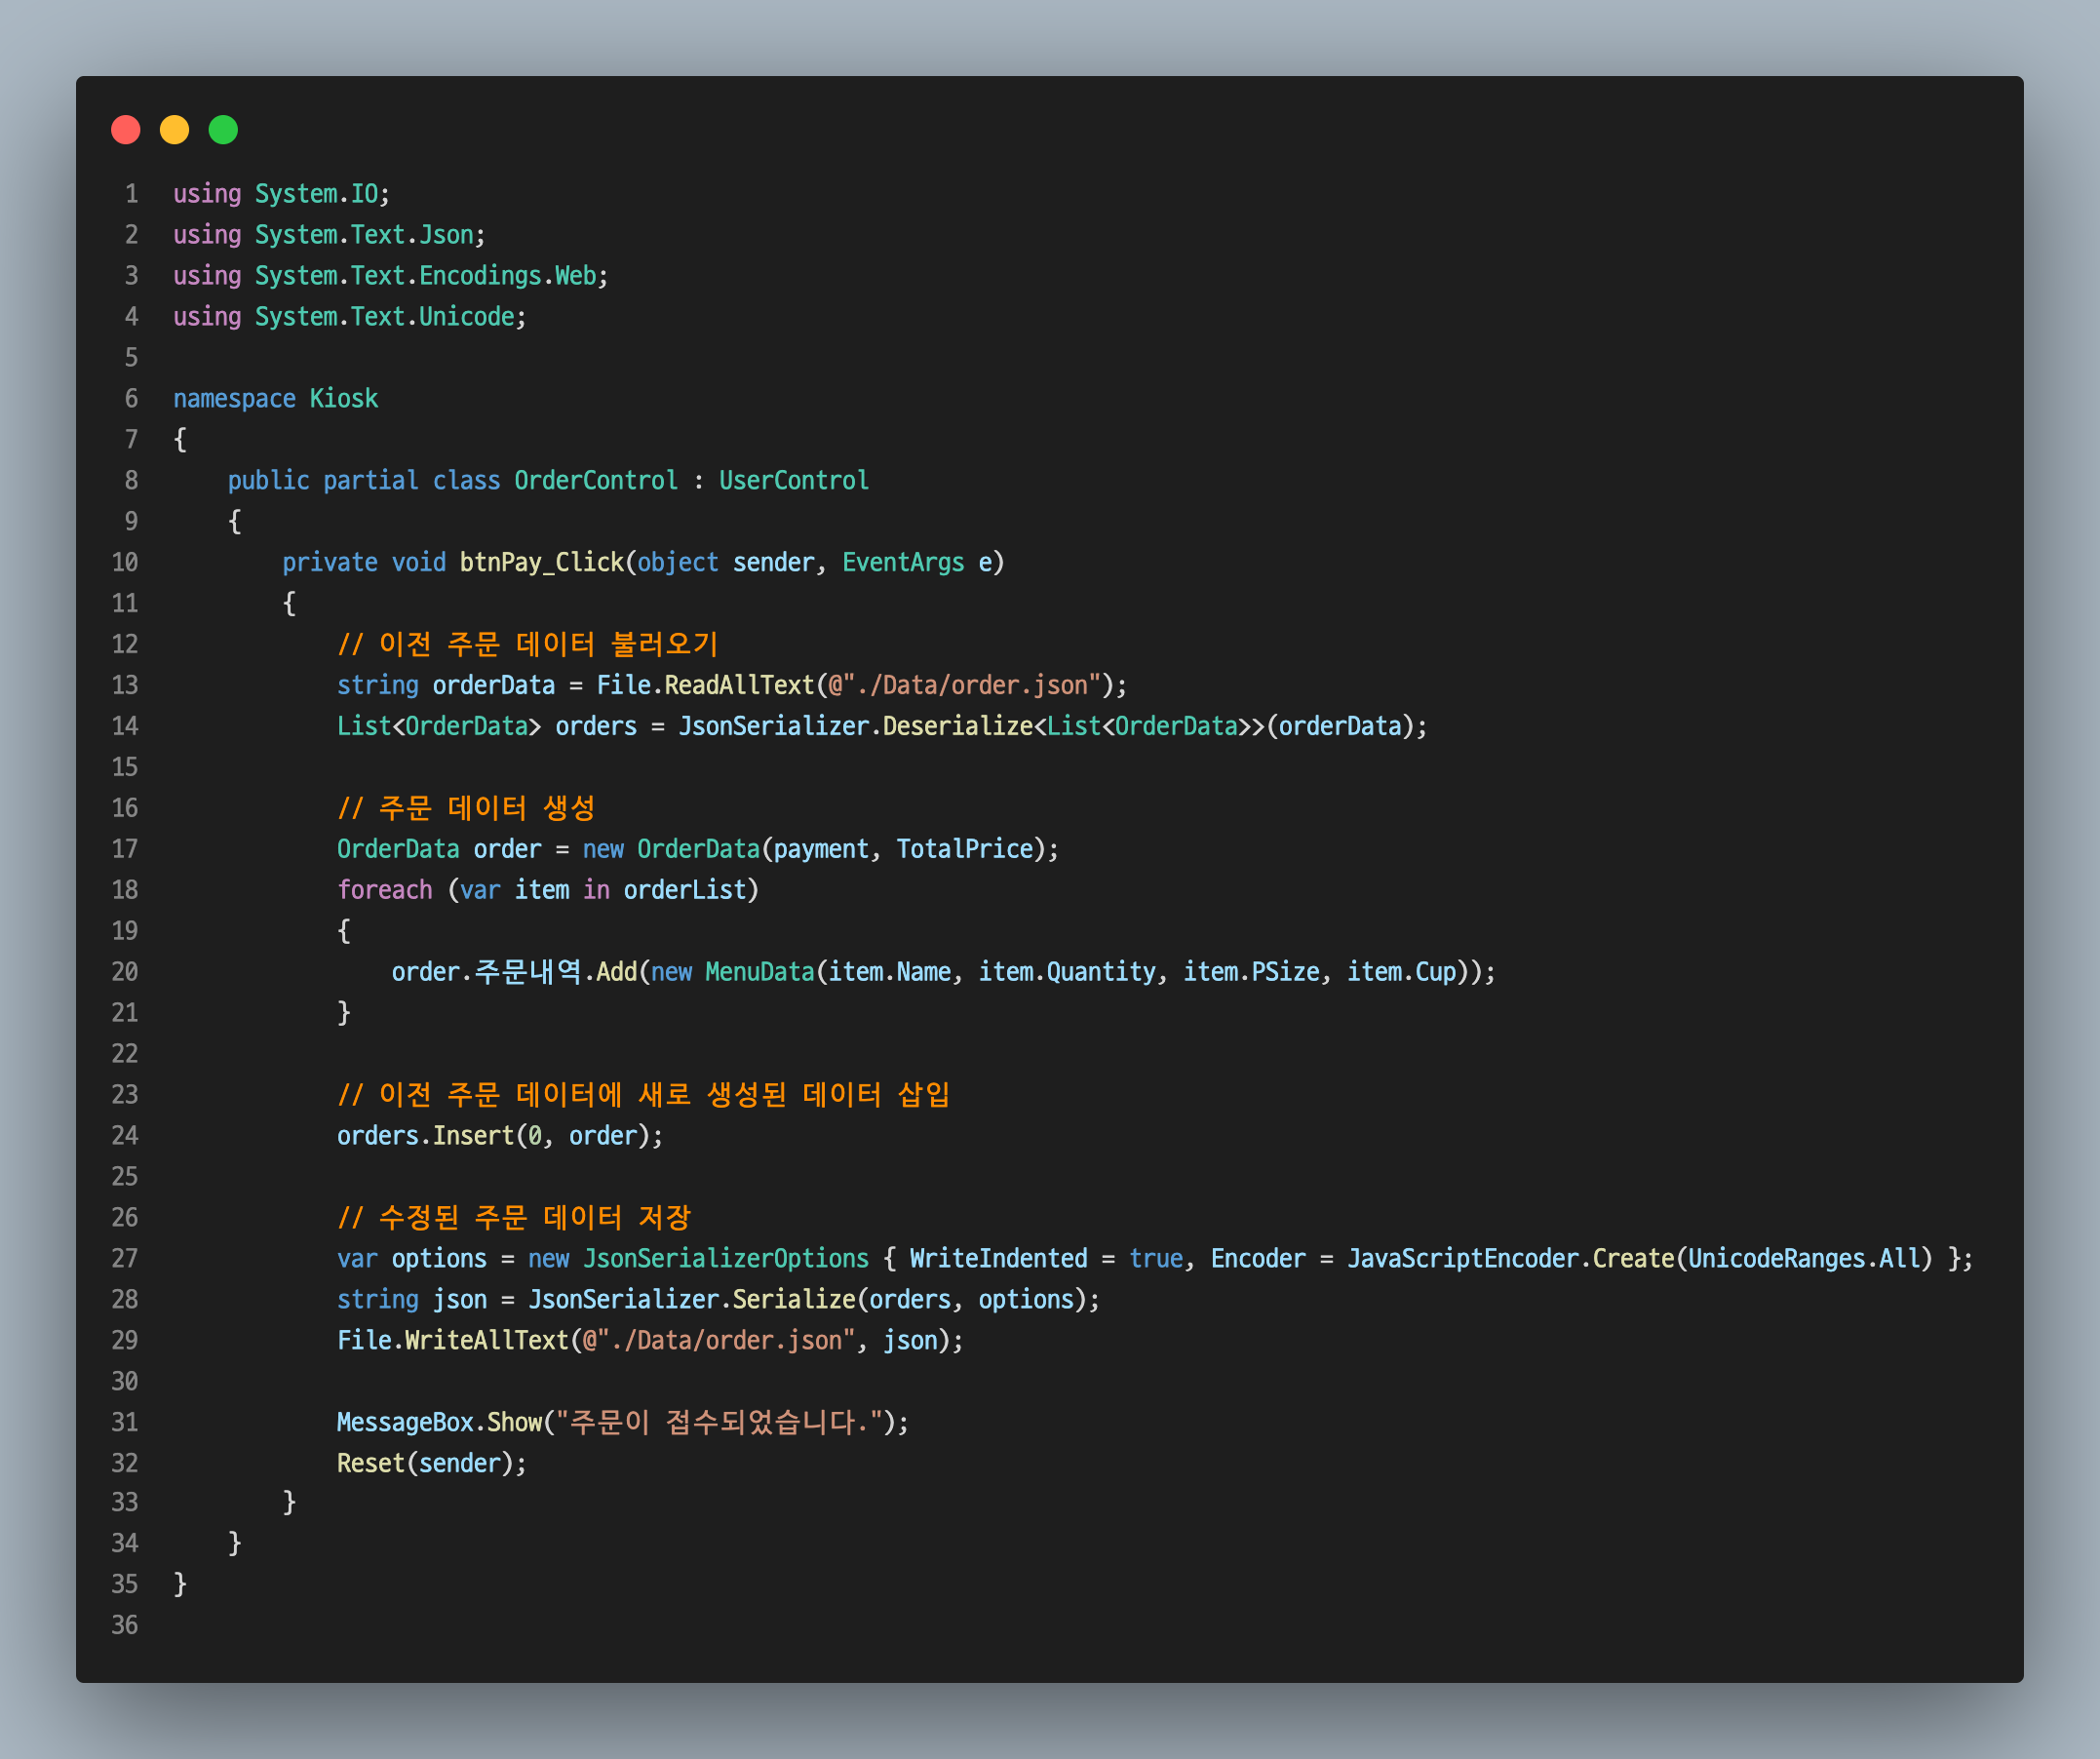 1 using System.IO;
2 using System.Text.Json;
3 using System.Text.Encodings.Web;
4 using System.Text.Unicode;
5
6 namespace Kiosk
7 {
8     public partial class OrderControl : UserControl
9     {
10         private void btnPay_Click(object sender, EventArgs e)
11         {
12             // 이전 주문 데이터 불러오기
13             string orderData = File.ReadAllText(@"./Data/order.json");
14             List<OrderData> orders = JsonSerializer.Deserialize<List<OrderData>>(orderData);
15
16             // 주문 데이터 생성
17             OrderData order = new OrderData(payment, TotalPrice);
18             foreach (var item in orderList)
19             {
20                 order.주문내역.Add(new MenuData(item.Name, item.Quantity, item.PSize, item.Cup));
21             }
22
23             // 이전 주문 데이터에 새로 생성된 데이터 삽입
24             orders.Insert(0, order);
25
26             // 수정된 주문 데이터 저장
27             var options = new JsonSerializerOptions { WriteIndented = true, Encoder = JavaScriptEncoder.Create(UnicodeRanges.All) };
28             string json = JsonSerializer.Serialize(orders, options);
29             File.WriteAllText(@"./Data/order.json", json);
30
31             MessageBox.Show("주문이 접수되었습니다.");
32             Reset(sender);
33         }
34     }
35 }
36